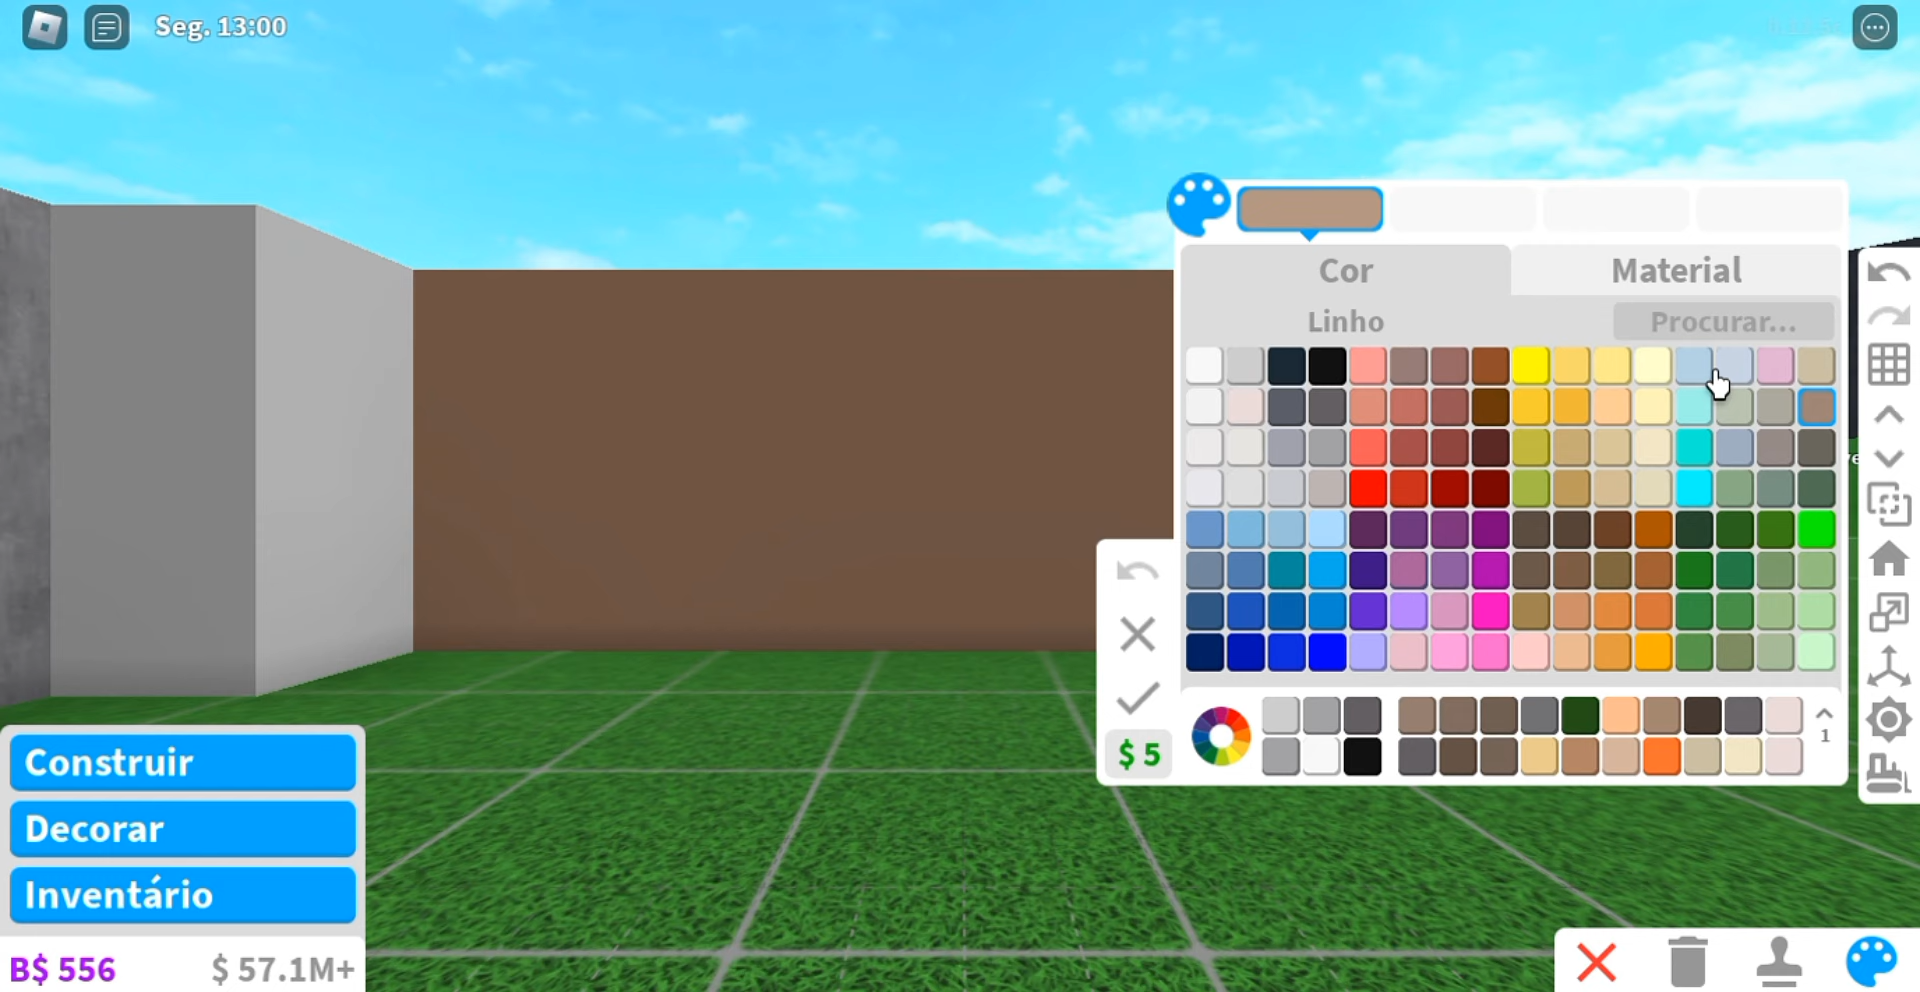 Seg. 13:00
Cor
Material
Linho
Procurar...
$ 5
1
Construir
Decorar
Inventário
B$ 556
$ 57.1M+